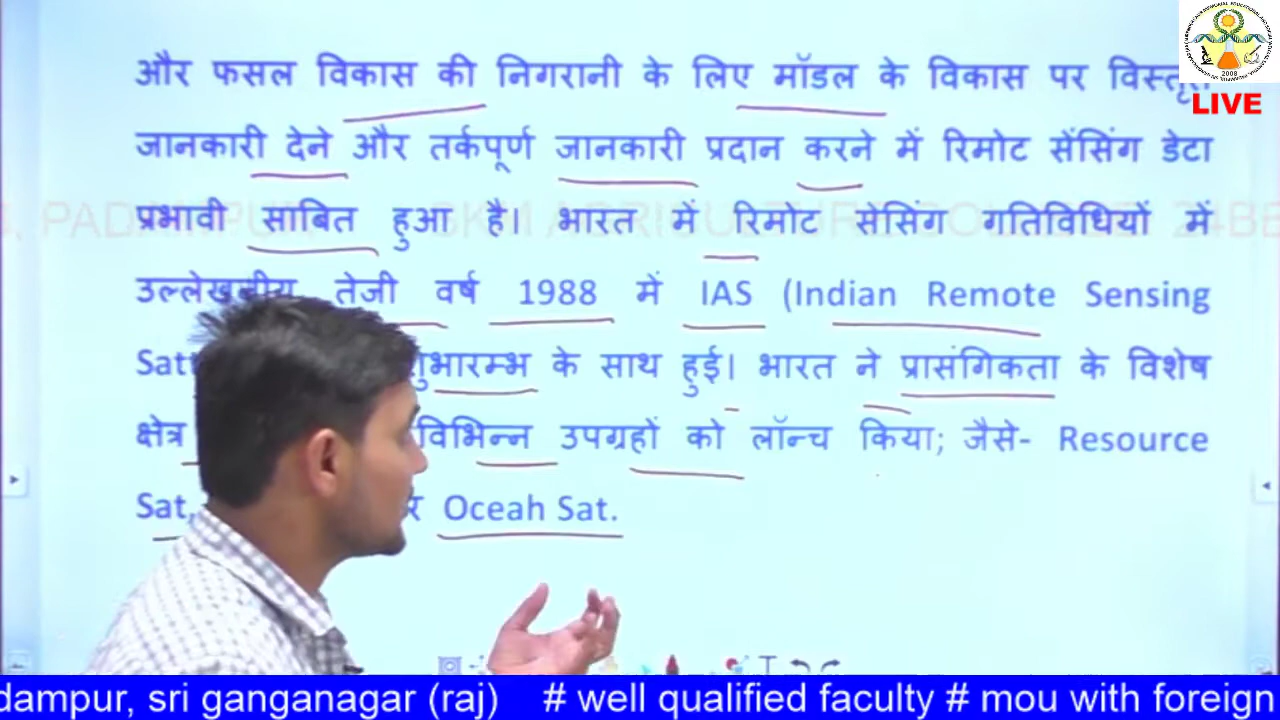 और फसल विकास की निगरानी के लिए मॉडल के विकास पर विस्तृत
LIVE
जानकारी देने और तर्कपूर्ण जानकारी प्रदान करने में रिमोट सेंसिंग डेटा
प्रभावी साबित हुआ है। भारत में रिमोट सेंसिंग गतिविधियों में
उल्लेखनीय तेजी वर्ष 1988 में IAS (Indian Remote Sensing
के साथ हुई। भारत ने प्रासंगिकता के विशेष
क्षेत्र विभिन्न उपग्रहों को लॉन्च किया; जैसे- Resource
Sat, Oceah Sat.
dampur, sri ganganagar (raj) # well qualified faculty # mou with foreign